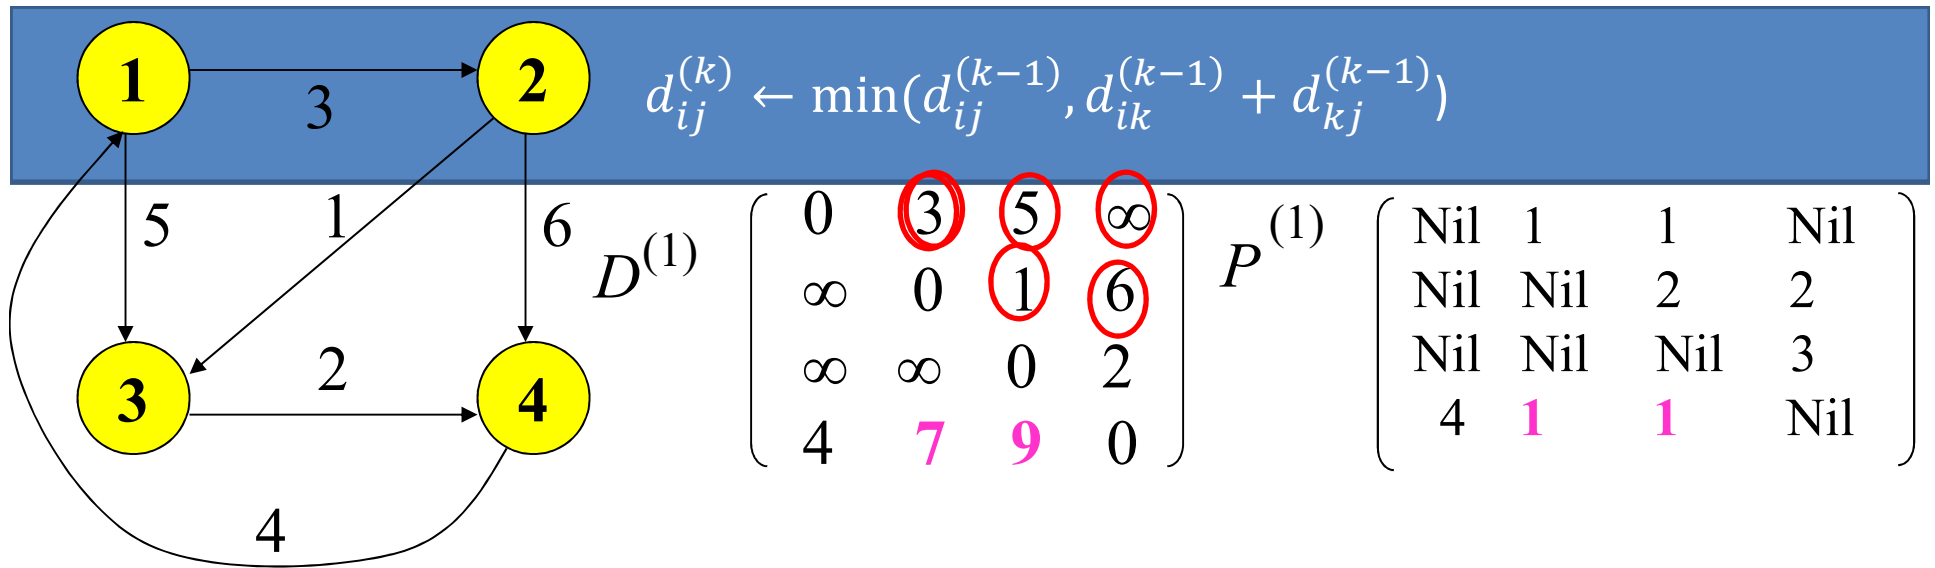 1 3 2
d_{ij}^{(k)} ← min(d_{ij}^{(k−1)}, d_{ik}^{(k−1)} + d_{kj}^{(k−1)})
5 1 6
3 2 4
4
D^{(1)}
0 3 5 ∞
∞ 0 1 6
∞ ∞ 0 2
4 7 9 0
P^{(1)}
Nil 1 1 Nil
Nil Nil 2 2
Nil Nil Nil 3
4 1 1 Nil